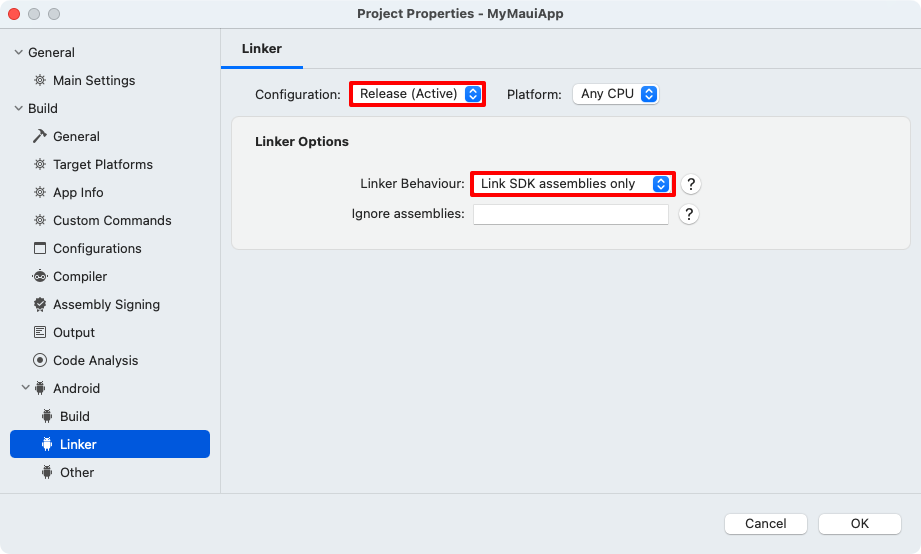 Project Properties - MyMauiApp
General
Main Settings
Build
General
Target Platforms
App Info
Custom Commands
Configurations
Compiler
Assembly Signing
Output
Code Analysis
Android
Build
Linker
Other
Linker
Configuration: Release (Active) Platform: Any CPU
Linker Options
Linker Behaviour: Link SDK assemblies only ?
Ignore assemblies: ?
Cancel OK